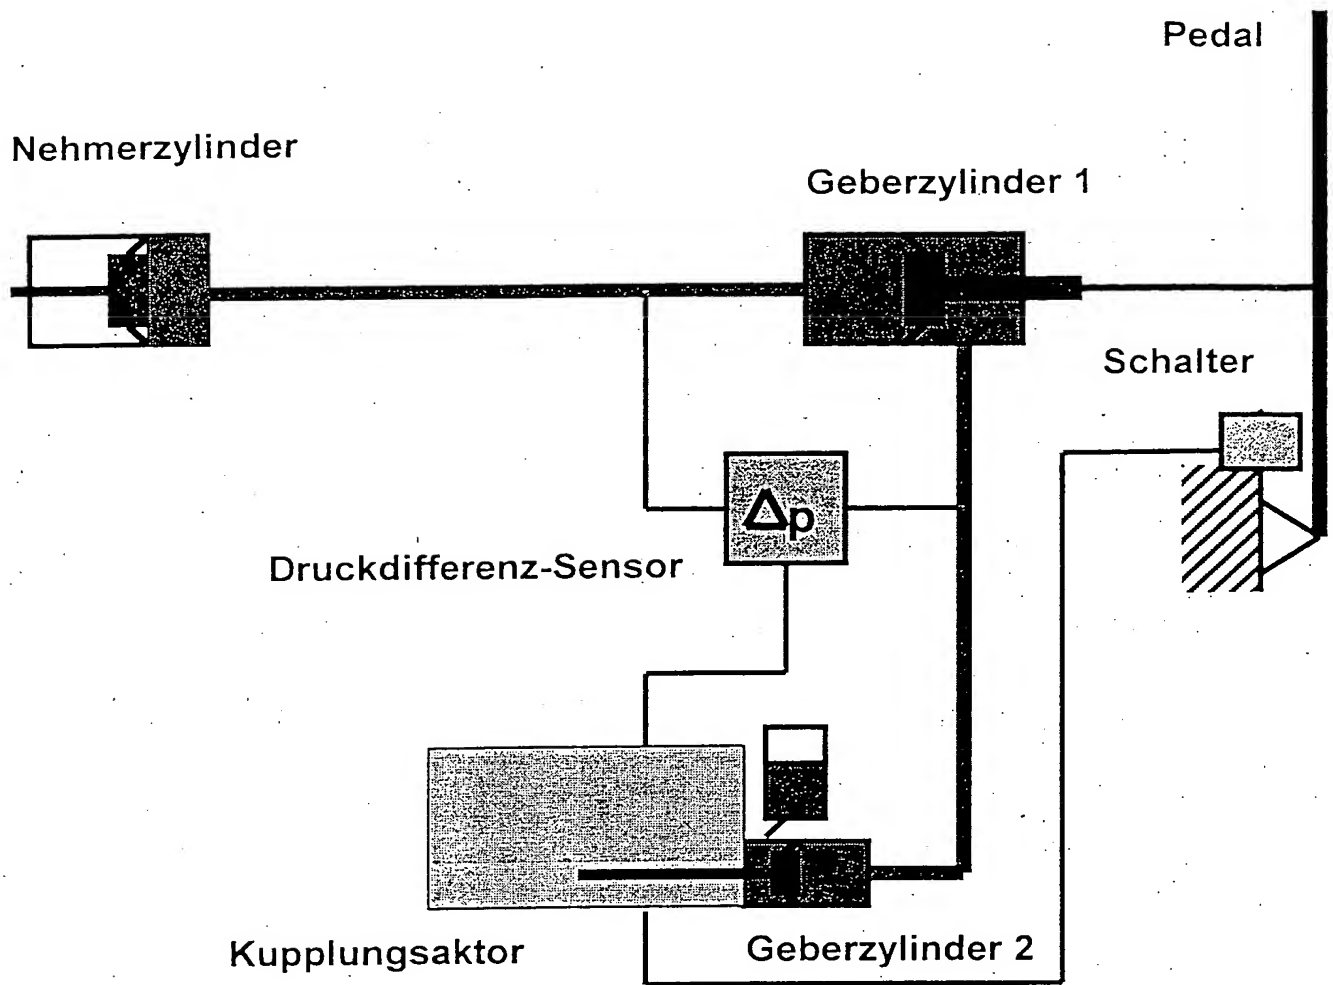 Pedal
Nehmerzylinder
Geberzylinder 1
Schalter
Δp
Druckdifferenz-Sensor
Kupplungsaktor
Geberzylinder 2